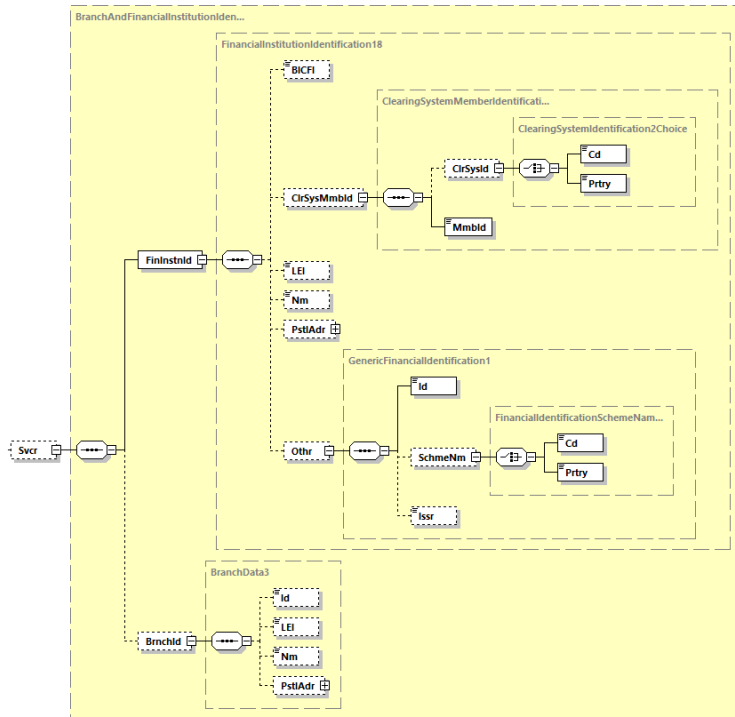 BranchAndFinancialInstitutionIden...
FinancialInstitutionIdentification18
BICFI
ClearingSystemMemberIdentificati...
ClearingSystemIdentification2Choice
Cd
ClrSysId
Prtry
ClrSysMmbId
MmbId
FinInstnId
LEI
Nm
PstlAdr
GenericFinancialIdentification1
Id
FinancialIdentificationSchemeNam...
Cd
Svcr
Othr
SchmeNm
Prtry
Issr
BranchData3
Id
LEI
BrnchId
Nm
PstlAdr